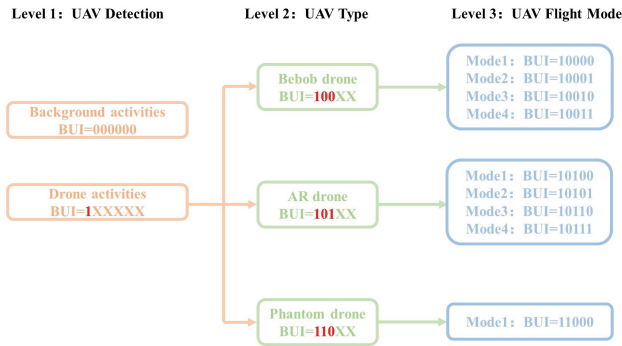 Level 1：UAV Detection
Level 2：UAV Type
Level 3：UAV Flight Mode
Background activities
BUI=000000
Drone activities
BUI=1XXXXX
Bebob drone
BUI=100XX
AR drone
BUI=101XX
Phantom drone
BUI=110XX
Mode1：BUI=10000
Mode2：BUI=10001
Mode3：BUI=10010
Mode4：BUI=10011
Mode1：BUI=10100
Mode2：BUI=10101
Mode3：BUI=10110
Mode4：BUI=10111
Mode1：BUI=11000